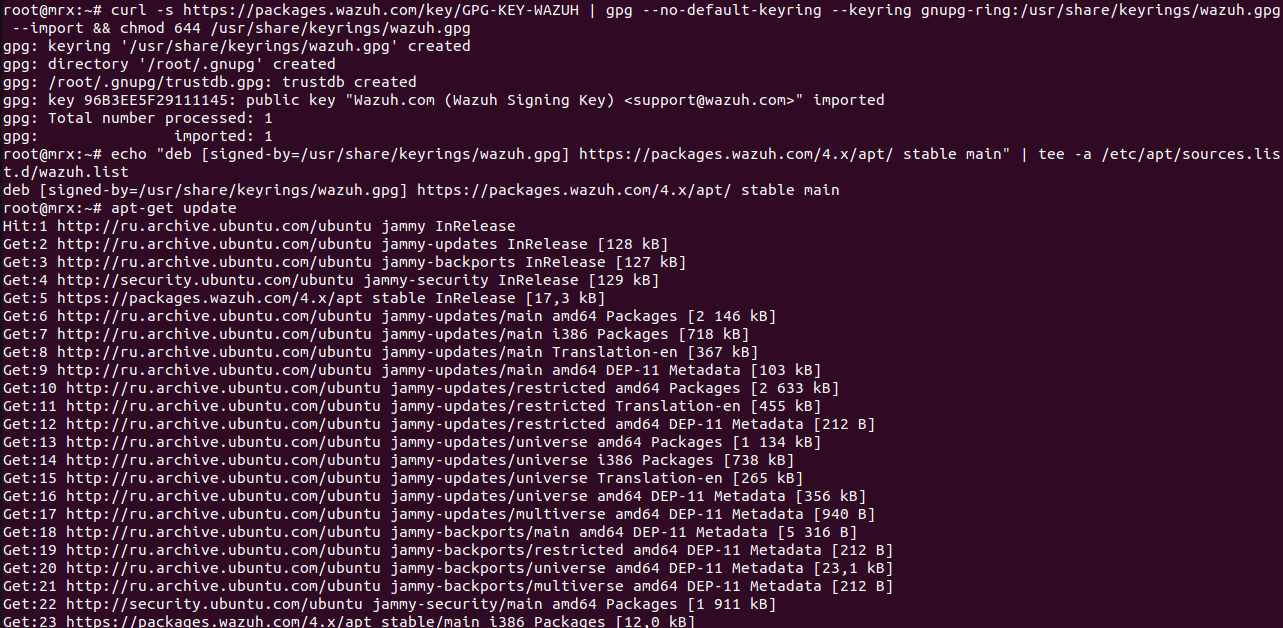 root@mrx:~# curl -s https://packages.wazuh.com/key/GPG-KEY-WAZUH | gpg --no-default-keyring --keyring gnupg-ring:/usr/share/keyrings/wazuh.gpg
 --import && chmod 644 /usr/share/keyrings/wazuh.gpg
gpg: keyring '/usr/share/keyrings/wazuh.gpg' created
gpg: directory '/root/.gnupg' created
gpg: /root/.gnupg/trustdb.gpg: trustdb created
gpg: key 96B3EE5F29111145: public key "Wazuh.com (Wazuh Signing Key) <support@wazuh.com>" imported
gpg: Total number processed: 1
gpg:               imported: 1
root@mrx:~# echo "deb [signed-by=/usr/share/keyrings/wazuh.gpg] https://packages.wazuh.com/4.x/apt/ stable main" | tee -a /etc/apt/sources.lis
t.d/wazuh.list
deb [signed-by=/usr/share/keyrings/wazuh.gpg] https://packages.wazuh.com/4.x/apt/ stable main
root@mrx:~# apt-get update
Hit:1 http://ru.archive.ubuntu.com/ubuntu jammy InRelease
Get:2 http://ru.archive.ubuntu.com/ubuntu jammy-updates InRelease [128 kB]
Get:3 http://ru.archive.ubuntu.com/ubuntu jammy-backports InRelease [127 kB]
Get:4 http://security.ubuntu.com/ubuntu jammy-security InRelease [129 kB]
Get:5 https://packages.wazuh.com/4.x/apt stable InRelease [17,3 kB]
Get:6 http://ru.archive.ubuntu.com/ubuntu jammy-updates/main amd64 Packages [2 146 kB]
Get:7 http://ru.archive.ubuntu.com/ubuntu jammy-updates/main i386 Packages [718 kB]
Get:8 http://ru.archive.ubuntu.com/ubuntu jammy-updates/main Translation-en [367 kB]
Get:9 http://ru.archive.ubuntu.com/ubuntu jammy-updates/main amd64 DEP-11 Metadata [103 kB]
Get:10 http://ru.archive.ubuntu.com/ubuntu jammy-updates/restricted amd64 Packages [2 633 kB]
Get:11 http://ru.archive.ubuntu.com/ubuntu jammy-updates/restricted Translation-en [455 kB]
Get:12 http://ru.archive.ubuntu.com/ubuntu jammy-updates/restricted amd64 DEP-11 Metadata [212 B]
Get:13 http://ru.archive.ubuntu.com/ubuntu jammy-updates/universe amd64 Packages [1 134 kB]
Get:14 http://ru.archive.ubuntu.com/ubuntu jammy-updates/universe i386 Packages [738 kB]
Get:15 http://ru.archive.ubuntu.com/ubuntu jammy-updates/universe Translation-en [265 kB]
Get:16 http://ru.archive.ubuntu.com/ubuntu jammy-updates/universe amd64 DEP-11 Metadata [356 kB]
Get:17 http://ru.archive.ubuntu.com/ubuntu jammy-updates/multiverse amd64 DEP-11 Metadata [940 B]
Get:18 http://ru.archive.ubuntu.com/ubuntu jammy-backports/main amd64 DEP-11 Metadata [5 316 B]
Get:19 http://ru.archive.ubuntu.com/ubuntu jammy-backports/restricted amd64 DEP-11 Metadata [212 B]
Get:20 http://ru.archive.ubuntu.com/ubuntu jammy-backports/universe amd64 DEP-11 Metadata [23,1 kB]
Get:21 http://ru.archive.ubuntu.com/ubuntu jammy-backports/multiverse amd64 DEP-11 Metadata [212 B]
Get:22 http://security.ubuntu.com/ubuntu jammy-security/main amd64 Packages [1 911 kB]
Get:23 https://packages.wazuh.com/4.x/apt stable/main i386 Packages [12,0 kB]